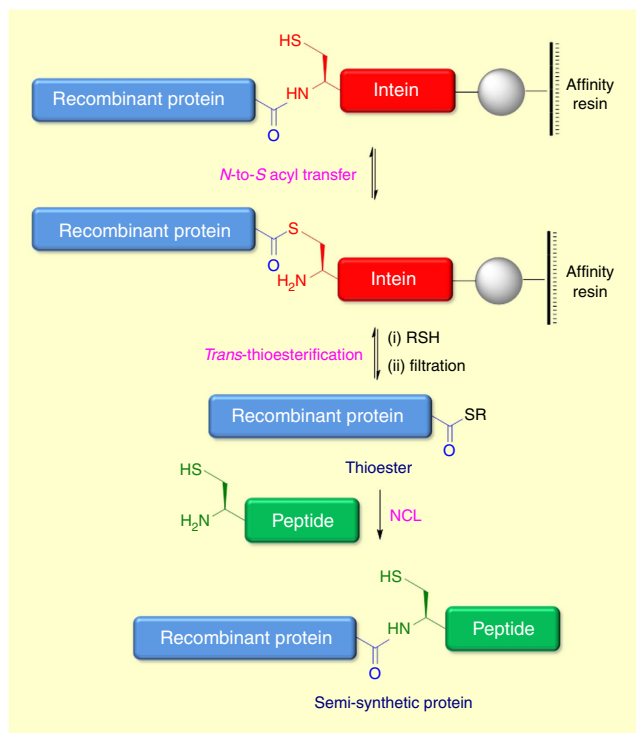 HS
Recombinant protein
HN
O
Intein
Affinity
resin
N-to-S acyl transfer
Recombinant protein
S
O
H₂N
Intein
Affinity
resin
Trans-thioesterification
(i) RSH
(ii) filtration
Recombinant protein
SR
O
Thioester
HS
H₂N
Peptide
NCL
HS
Recombinant protein
HN
O
Peptide
Semi-synthetic protein